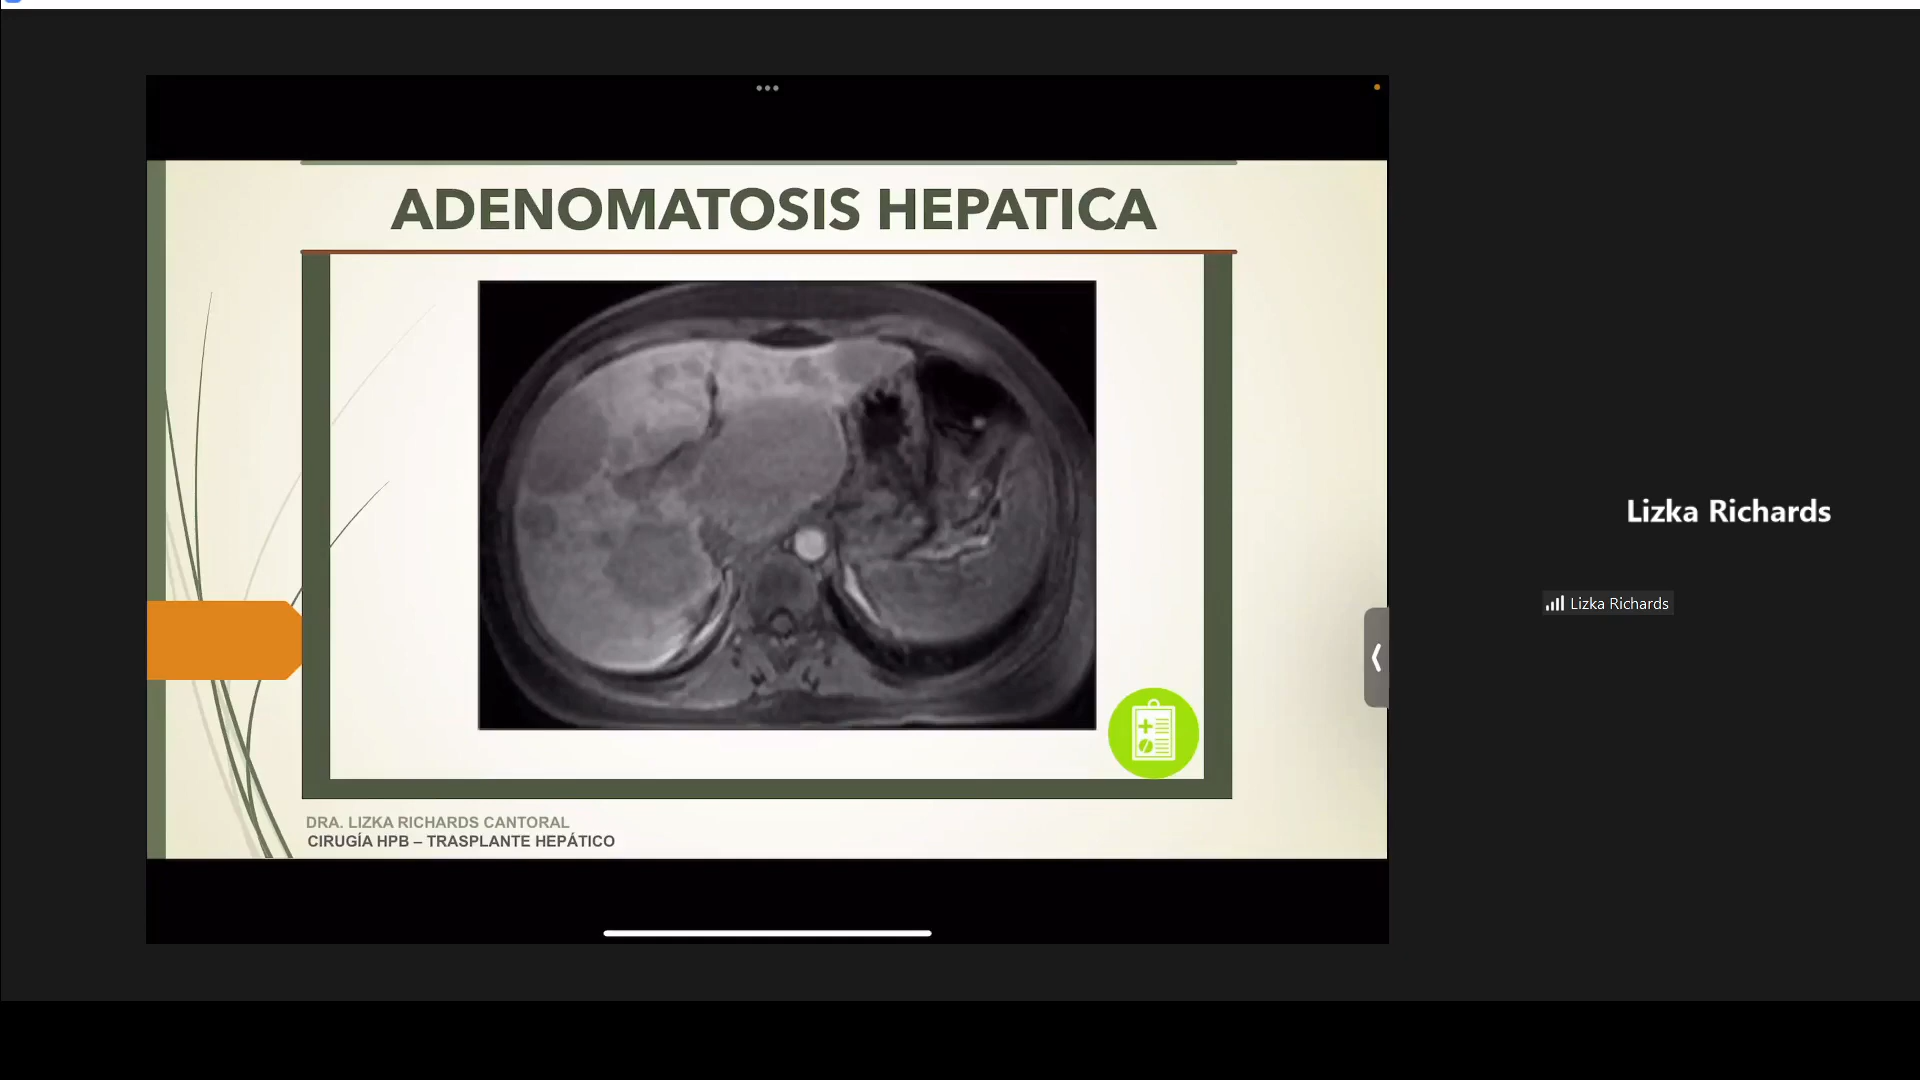 ADENOMATOSIS HEPATICA
DRA. LIZKA RICHARDS CANTORAL
CIRUGÍA HPB – TRASPLANTE HEPÁTICO
Lizka Richards
Lizka Richards